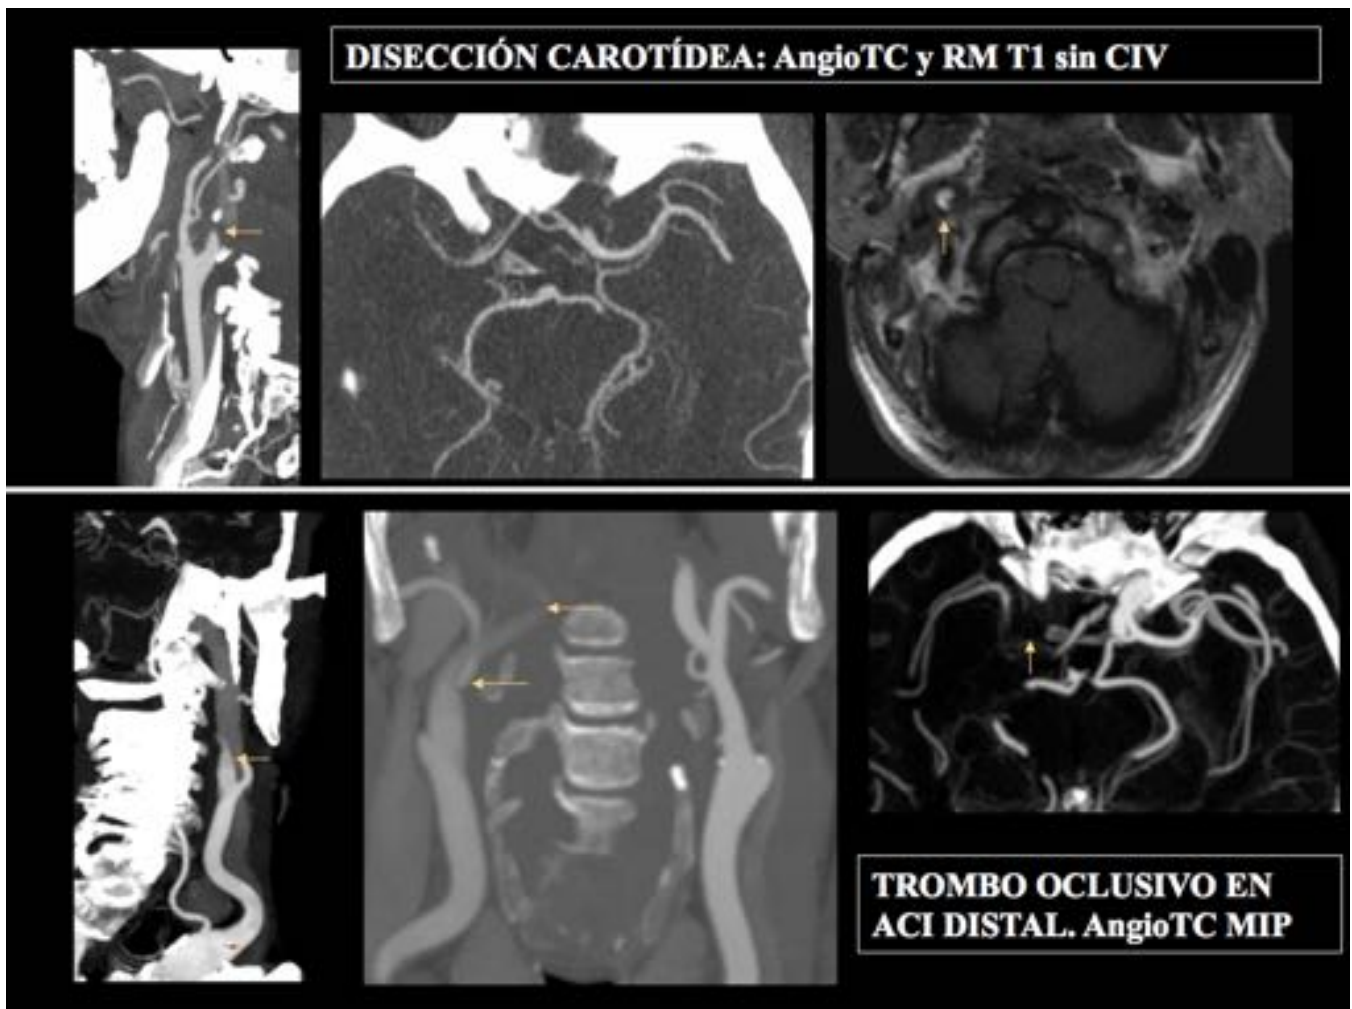 DISECCIÓN CAROTÍDEA: AngioTC y RM T1 sin CIV
TROMBO OCLUSIVO EN
ACI DISTAL. AngioTC MIP